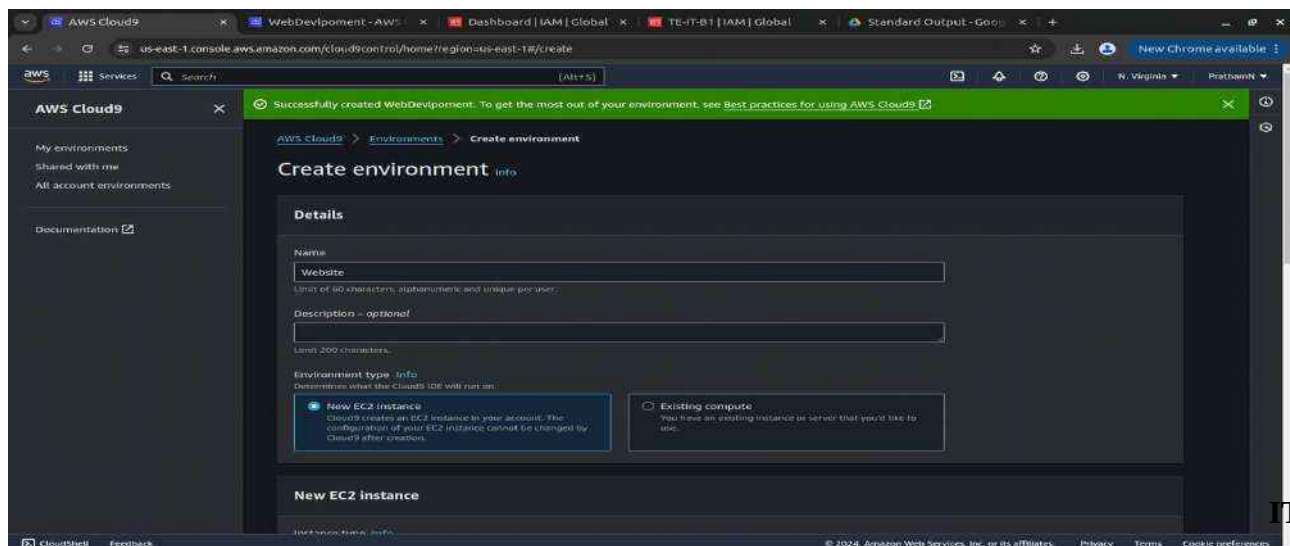 AWS Cloud9
WebDevlpoment - AWS
Dashboard | IAM | Global
TE-IT-B1 | IAM | Global
Standard Output - Goo
us-east-1.console.aws.amazon.com/cloud9control/home?region=us-east-1#/create
New Chrome available
aws
Services
Search
[Alt+S]
N. Virginia
PrathamN
AWS Cloud9
My environments
Shared with me
All account environments
Documentation
Successfully created WebDevlpoment. To get the most out of your environment, see Best practices for using AWS Cloud9
AWS Cloud9 > Environments > Create environment
Create environment Info
Details
Name
Website
Limit of 60 characters, alphanumeric and unique per user.
Description - optional
Limit 200 characters.
Environment type Info
Determines what the Cloud9 IDE will run on.
New EC2 instance
Cloud9 creates an EC2 instance in your account. The
configuration of your EC2 instance cannot be changed by
Cloud9 after creation.
Existing compute
You have an existing instance or server that you'd like to
use.
New EC2 instance
Instance type Info
IT
CloudShell Feedback
© 2024, Amazon Web Services, Inc. or its affiliates.
Privacy Terms Cookie preferences